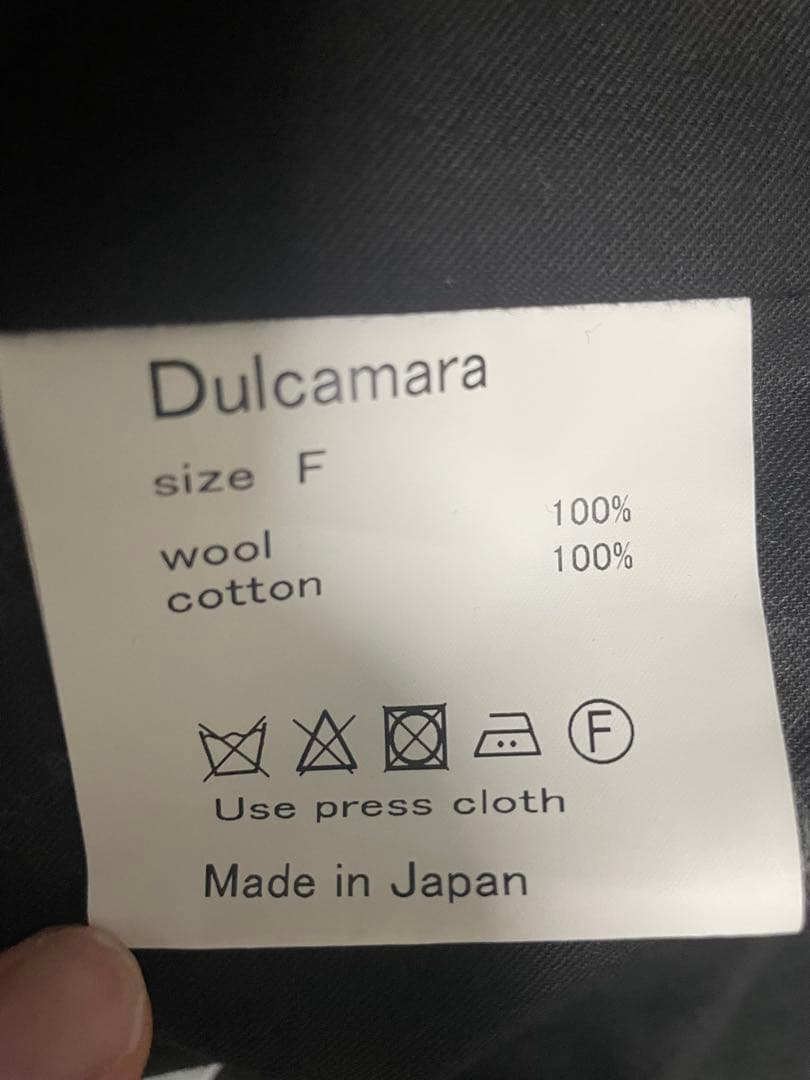 Dulcamara
size F
wool 100%
cotton 100%
F
Use press cloth
Made in Japan